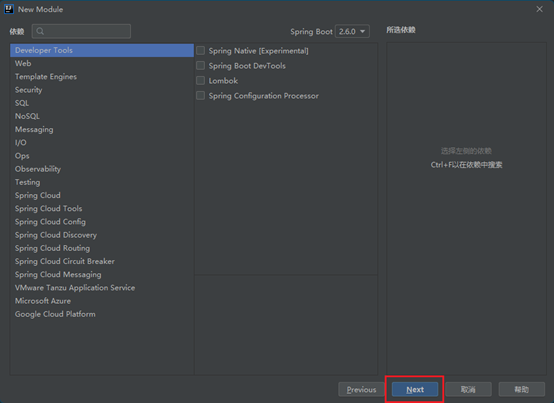 New Module
依赖
Spring Boot 2.6.0
所选依赖
Developer Tools
Web
Template Engines
Security
SQL
NoSQL
Messaging
I/O
Ops
Observability
Testing
Spring Cloud
Spring Cloud Tools
Spring Cloud Config
Spring Cloud Discovery
Spring Cloud Routing
Spring Cloud Circuit Breaker
Spring Cloud Messaging
VMware Tanzu Application Service
Microsoft Azure
Google Cloud Platform
Spring Native [Experimental]
Spring Boot DevTools
Lombok
Spring Configuration Processor
选择左侧的依赖
Ctrl+F以在依赖中搜索
Previous
Next
取消
帮助